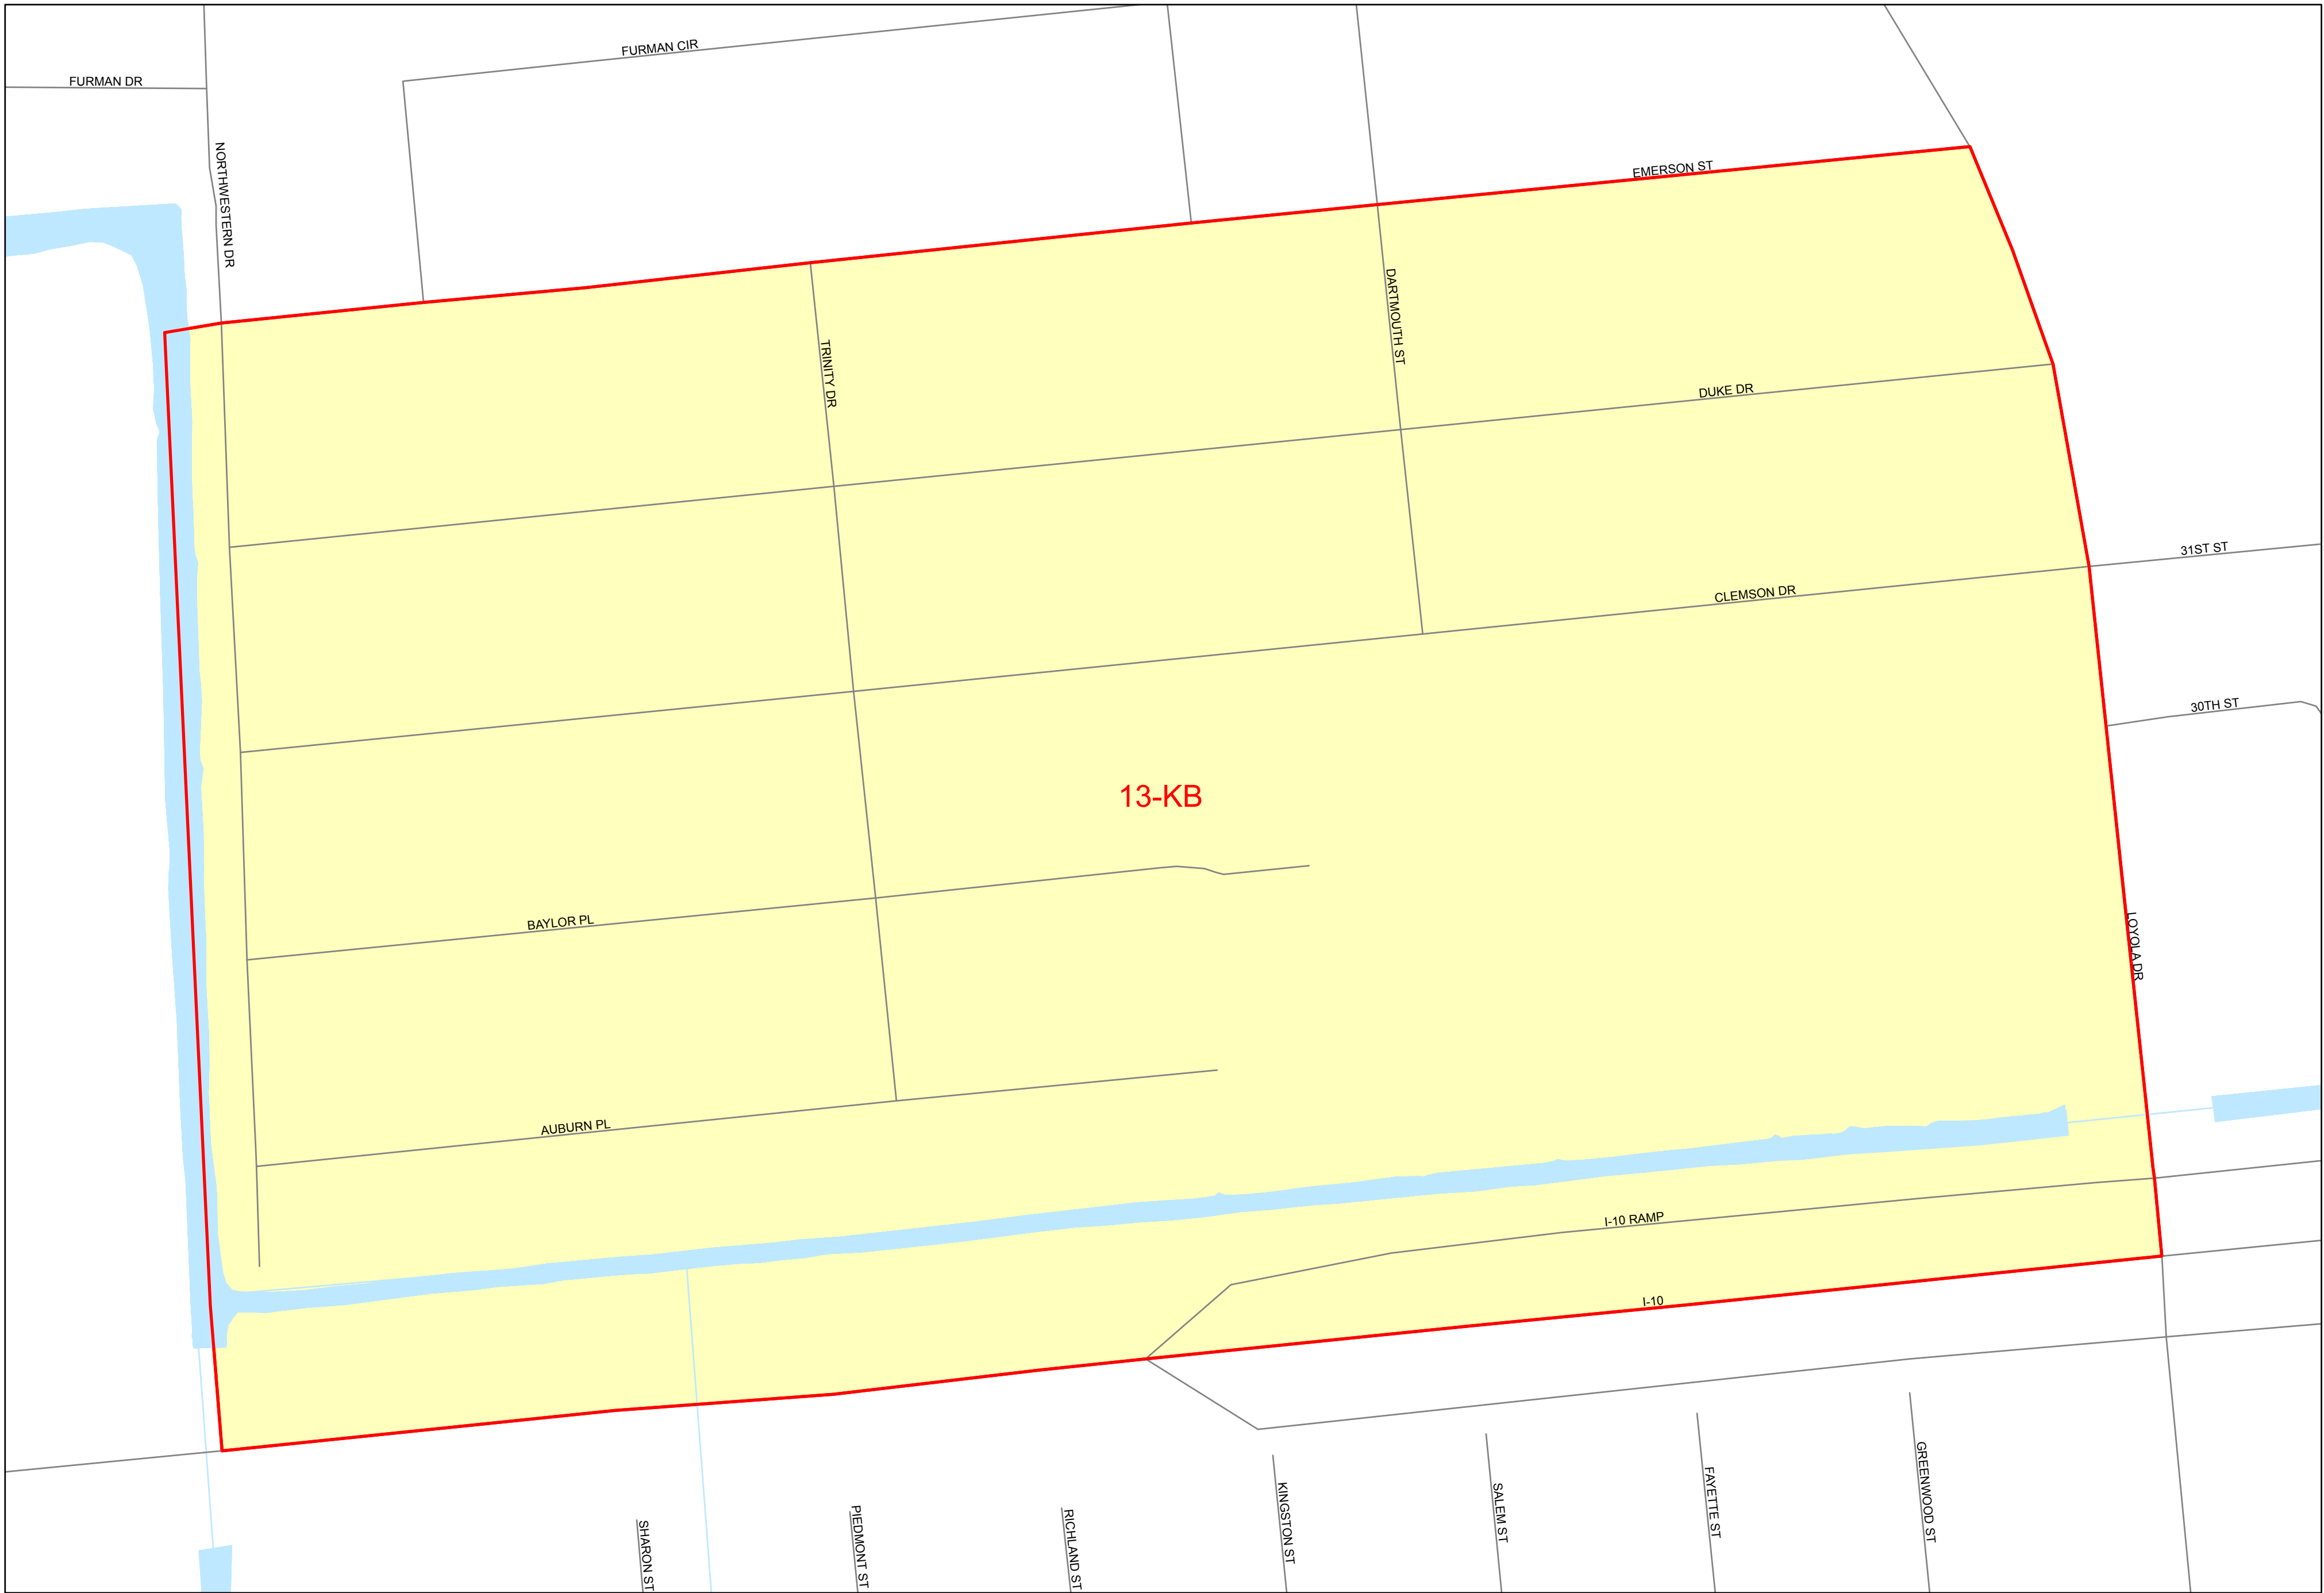 FURMAN CIR
FURMAN DR
NORTHWESTERN DR
EMERSON ST
DARTMOUTH ST
TRINITY DR
DUKE DR
31ST ST
CLEMSON DR
30TH ST
13-KB
BAYLOR PL
LOYOLA DR
AUBURN PL
I-10 RAMP
I-10
GREENWOOD ST
FAYETTE ST
SALEM ST
KINGSTON ST
RICHLAND ST
PIEDMONT ST
SHARON ST